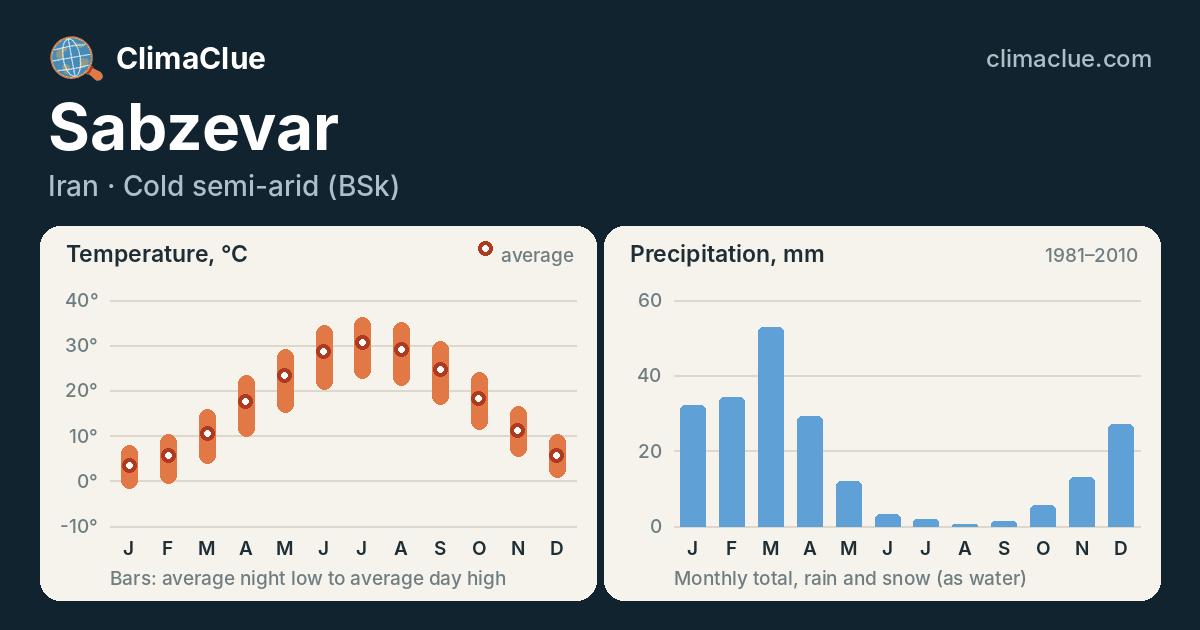 ClimaClue
climaclue.com
Sabzevar
Iran · Cold semi-arid (BSk)
Temperature, °C
average
40°
30°
20°
10°
0°
-10°
J F M A M J J A S O N D
Bars: average night low to average day high
Precipitation, mm
1981–2010
60
40
20
0
J F M A M J J A S O N D
Monthly total, rain and snow (as water)